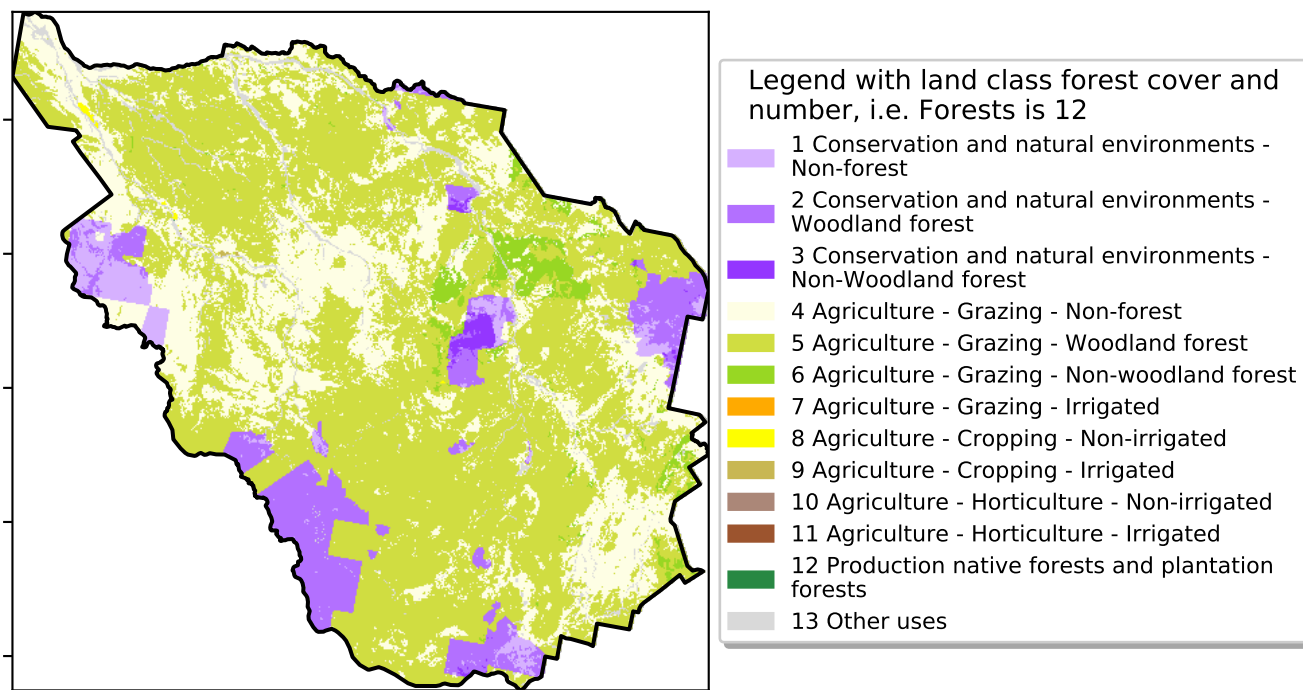 Legend with land class forest cover and
number, i.e. Forests is 12
1 Conservation and natural environments -
Non-forest
2 Conservation and natural environments -
Woodland forest
3 Conservation and natural environments -
Non-Woodland forest
4 Agriculture - Grazing - Non-forest
5 Agriculture - Grazing - Woodland forest
6 Agriculture - Grazing - Non-woodland forest
7 Agriculture - Grazing - Irrigated
8 Agriculture - Cropping - Non-irrigated
9 Agriculture - Cropping - Irrigated
10 Agriculture - Horticulture - Non-irrigated
11 Agriculture - Horticulture - Irrigated
12 Production native forests and plantation
forests
13 Other uses